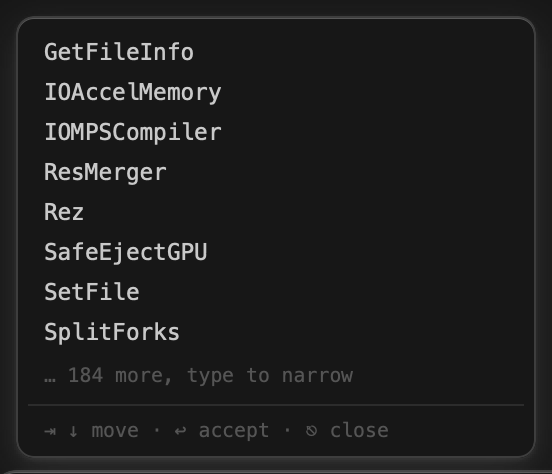 GetFileInfo
IOAccelMemory
IOMPSCompiler
ResMerger
Rez
SafeEjectGPU
SetFile
SplitForks
… 184 more, type to narrow
⇥ ↓ move · ↩ accept · ⎋ close